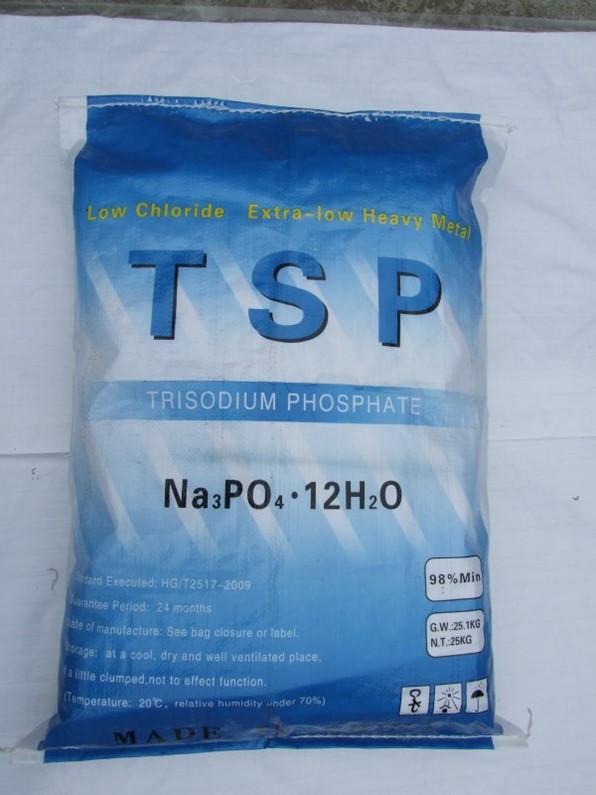 Low Chloride Extra-low Heavy Metal
TSP
TRISODIUM PHOSPHATE
Na₃PO₄·12H₂O
98%Min
Executed: HG/T2517-2009
Period: 24 months
of manufacture: See bag closure or label.
G.W.:25.1KG
N.T.:25KG
at a cool, dry and well ventilated place,
a little clumped,not to effect function.
(Temperature: 20℃, relative humidity under 70%)
MADE